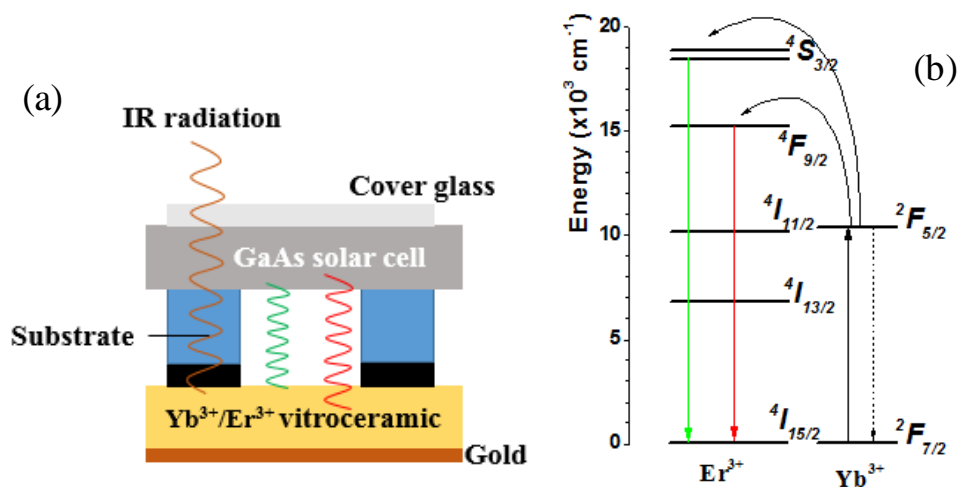 (a)
IR radiation
Cover glass
GaAs solar cell
Substrate
Yb³⁺/Er³⁺ vitroceramic
Gold
(b)
Energy (x10³ cm⁻¹)
20
15
10
5
0
⁴S₃/₂
⁴F₉/₂
⁴I₁₁/₂
⁴I₁₃/₂
⁴I₁₅/₂
²F₅/₂
²F₇/₂
Er³⁺
Yb³⁺